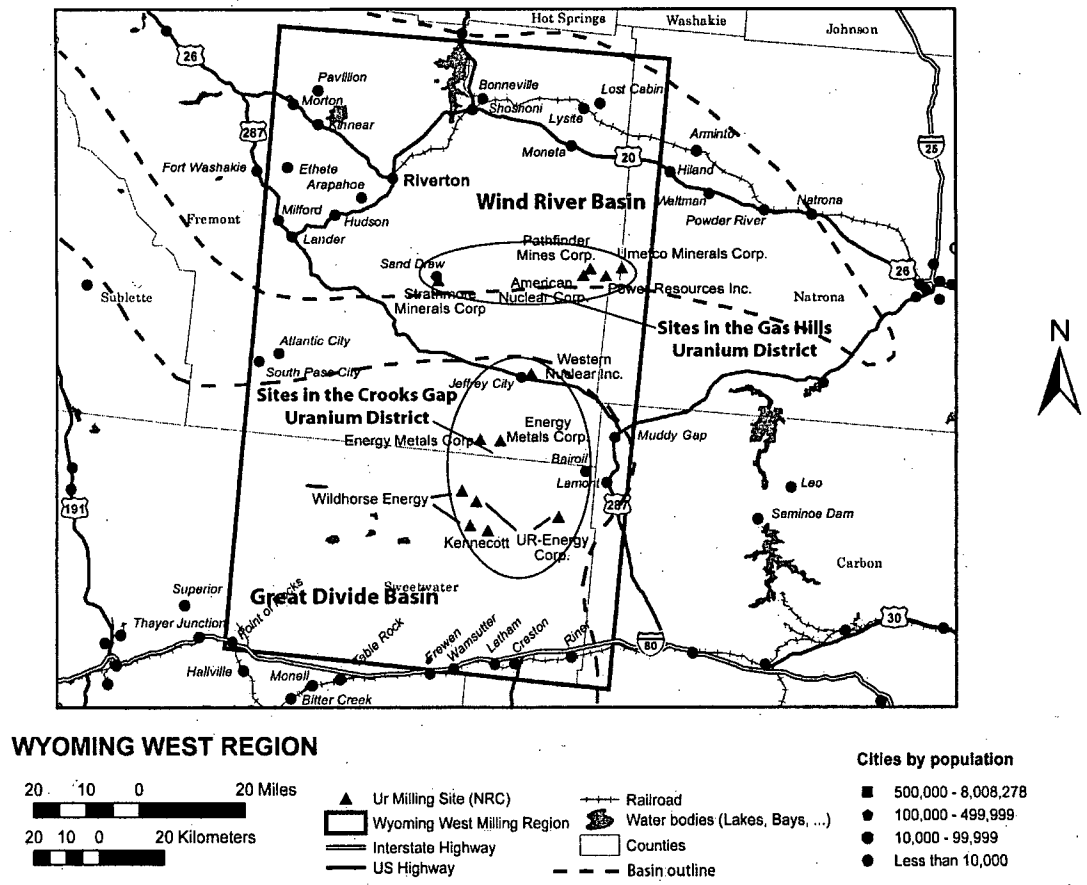 Hot Springs
Washakie
Johnson
26
Pavillion
Morton
Kinnear
287
Bonneville
Shoshoni
Lost Cabin
Lysite
Arminto
25
Moneta
20
Hiland
Fort Washakie
Ethete
Arapahoe
Riverton
Wind River Basin
Waltman
Powder River
Natrona
Fremont
Milford
Hudson
Lander
Pathfinder
Mines Corp.
Umetco Minerals Corp.
26
Sand Draw
Strathmore
Minerals Corp
American
Nuclear Corp.
Power Resources Inc.
Natrona
Sublette
Sites in the Gas Hills
Uranium District
Atlantic City
South Pass City
Western
Nuclear Inc.
Jeffrey City
Sites in the Crooks Gap
Uranium District
Energy Metals Corp.
Energy
Metals Corp.
Muddy Gap
Bairoil
Lamont
Leo
Wildhorse Energy
287
191
Seminoe Dam
Kennecott
UR-Energy
Corp.
Carbon
Sweetwater
Great Divide Basin
Superior
Thayer Junction
Point of Rocks
Table Rock
Frewen
Wamsutter
Latham
Creston
Riner
80
30
Hallville
Monell
Bitter Creek
N
WYOMING WEST REGION
20 10 0 20 Miles
20 10 0 20 Kilometers
Ur Milling Site (NRC)
Wyoming West Milling Region
Interstate Highway
US Highway
Railroad
Water bodies (Lakes, Bays, ...)
Counties
Basin outline
Cities by population
500,000 - 8,008,278
100,000 - 499,999
10,000 - 99,999
Less than 10,000